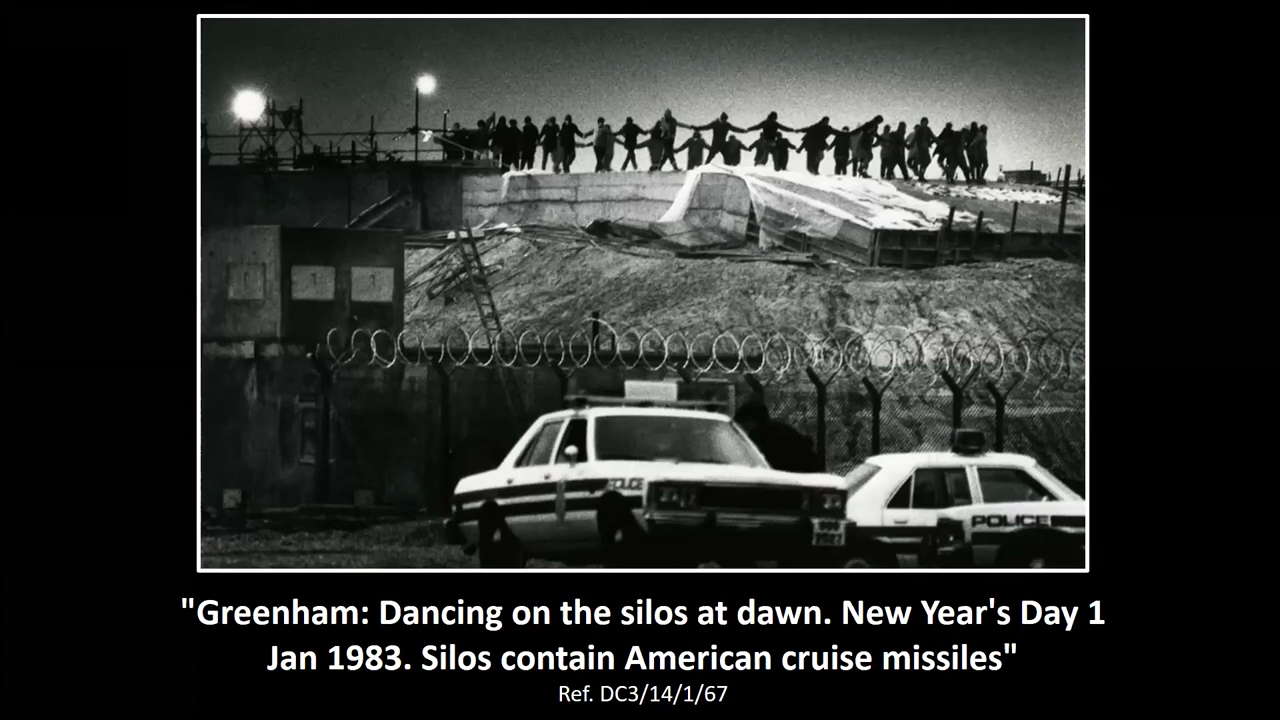 POLICE
POLICE
"Greenham: Dancing on the silos at dawn. New Year's Day 1
Jan 1983. Silos contain American cruise missiles"
Ref. DC3/14/1/67